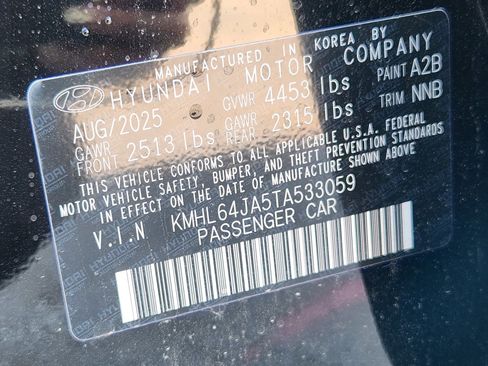 MANUFACTURED IN KOREA BY
HYUNDAI MOTOR COMPANY
AUG/2025 GVWR 4453 lbs PAINT A2B
GAWR FRONT 2513 lbs GAWR REAR 2315 lbs TRIM NNB
THIS VEHICLE CONFORMS TO ALL APPLICABLE U.S.A. FEDERAL
MOTOR VEHICLE SAFETY, BUMPER, AND THEFT PREVENTION STANDARDS
IN EFFECT ON THE DATE OF MANUFACTURE SHOWN ABOVE.
V.I.N KMHL64JA5TA533059
PASSENGER CAR